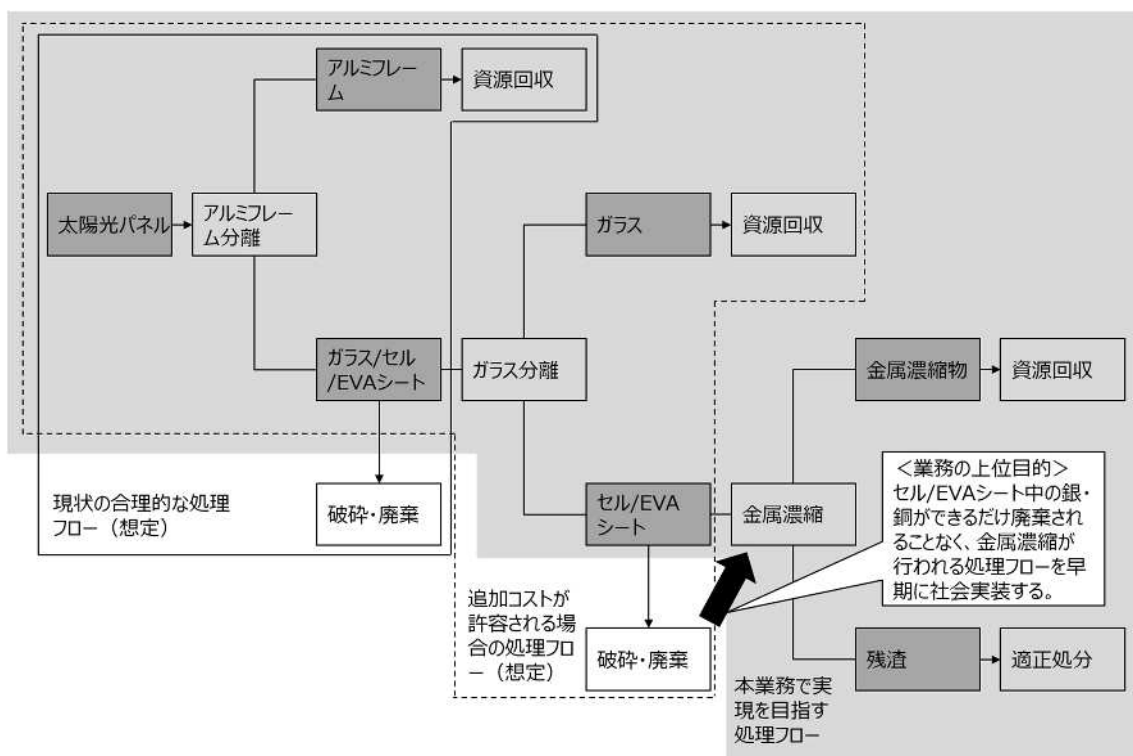 アルミフレー
ム
資源回収
太陽光パネル
アルミフレー
ム分離
ガラス
資源回収
ガラス/セル
/EVAシート
ガラス分離
金属濃縮物
資源回収
現状の合理的な処理
フロー（想定）
破砕・廃棄
セル/EVA
シート
金属濃縮
＜業務の上位目的＞
セル/EVAシート中の銀・
銅ができるだけ廃棄され
ることなく、金属濃縮が
行われる処理フローを早
期に社会実装する。
追加コストが
許容される場
合の処理フロ
ー（想定）
破砕・廃棄
残渣
適正処分
本業務で実
現を目指す
処理フロー